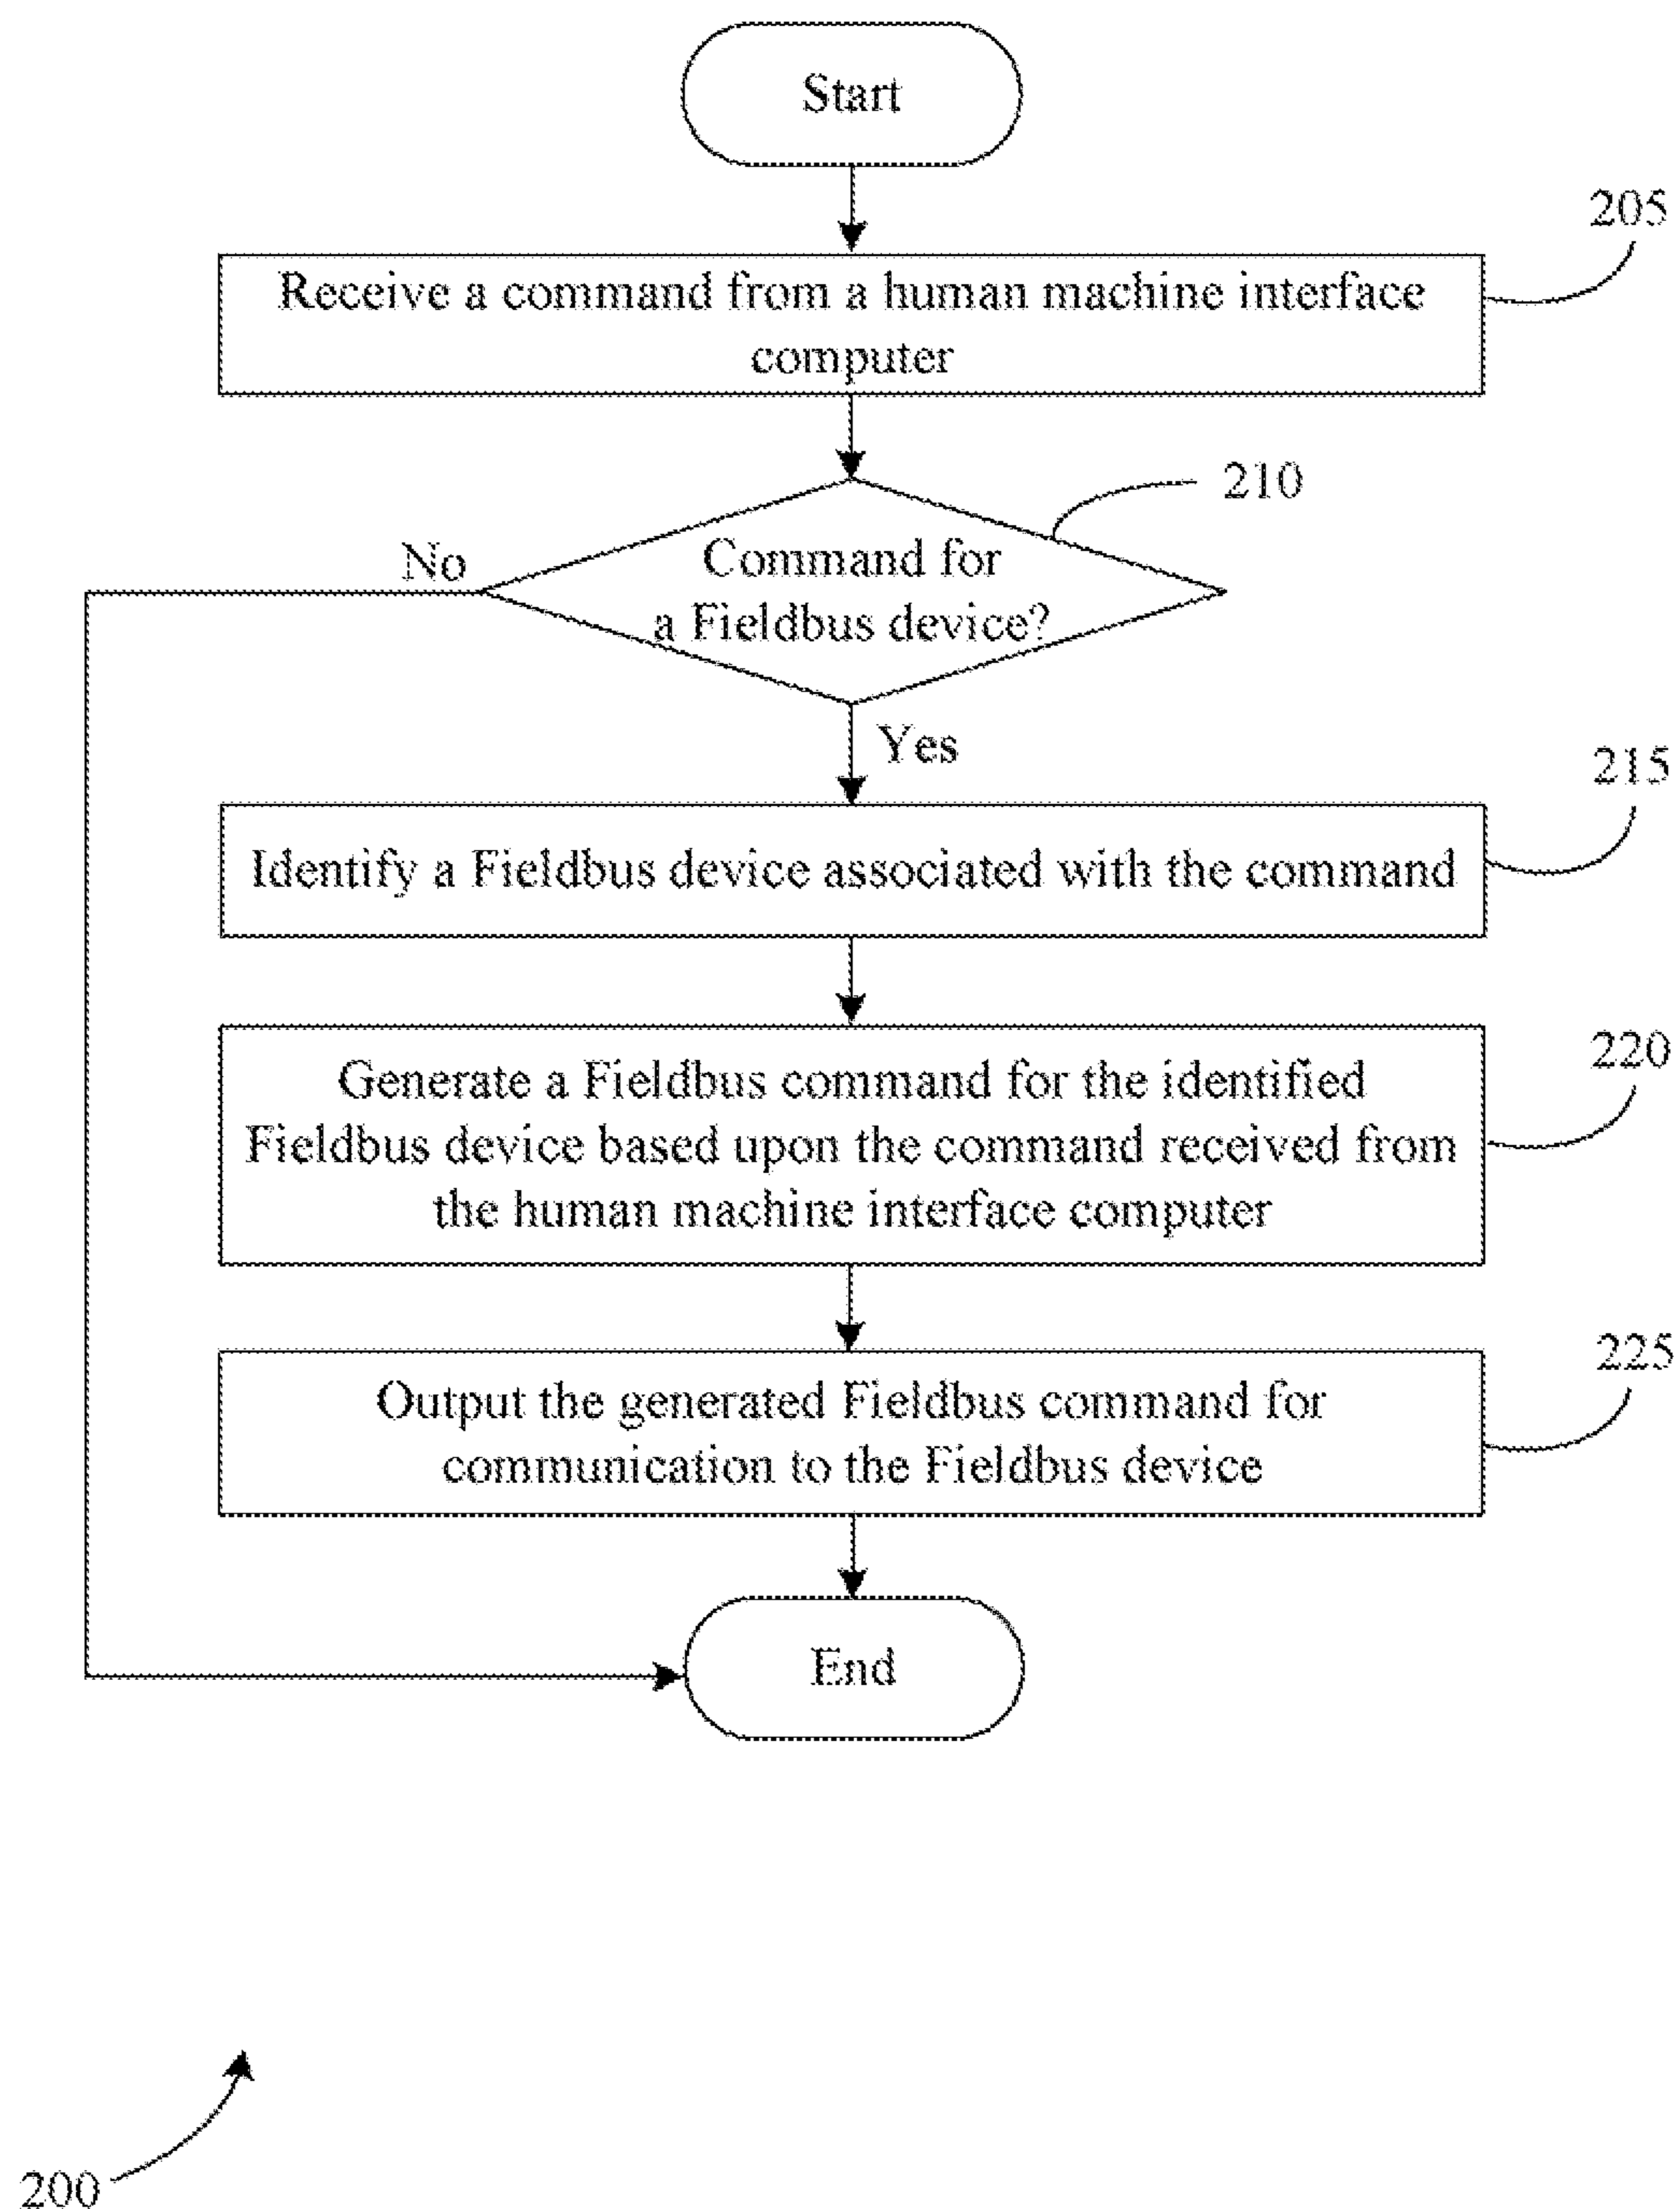 Start
205
Receive a command from a human machine interface
computer
210
No
Command for
a Fieldbus device?
Yes
215
Identify a Fieldbus device associated with the command
220
Generate a Fieldbus command for the identified
Fieldbus device based upon the command received from
the human machine interface computer
225
Output the generated Fieldbus command for
communication to the Fieldbus device
End
200